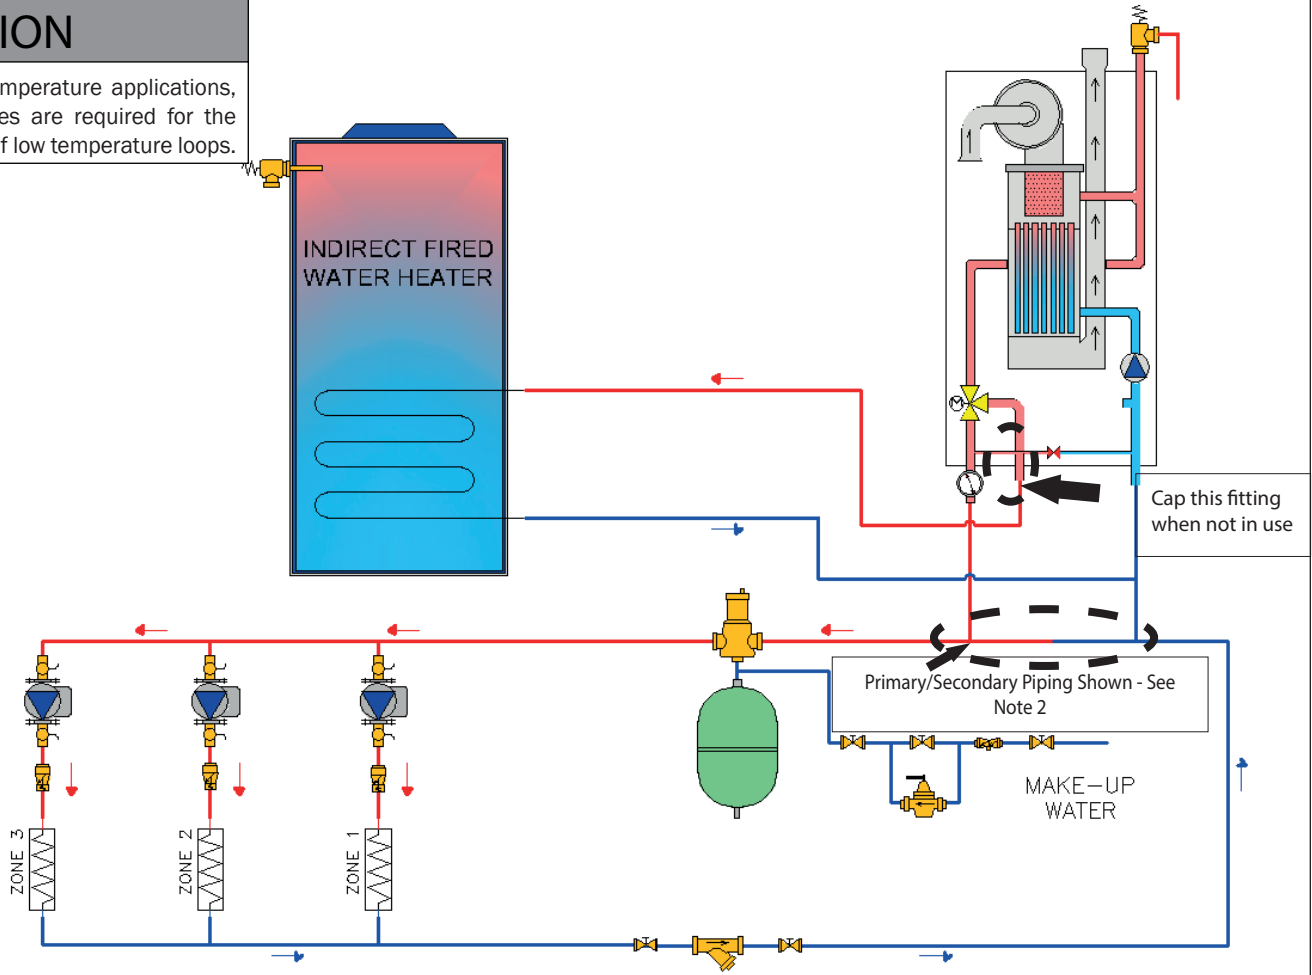 ION
mperature applications,
es are required for the
f low temperature loops.
INDIRECT FIRED
WATER HEATER
M
Cap this fitting
when not in use
Primary/Secondary Piping Shown - See
Note 2
MAKE-UP
WATER
ZONE 3
ZONE 2
ZONE 1